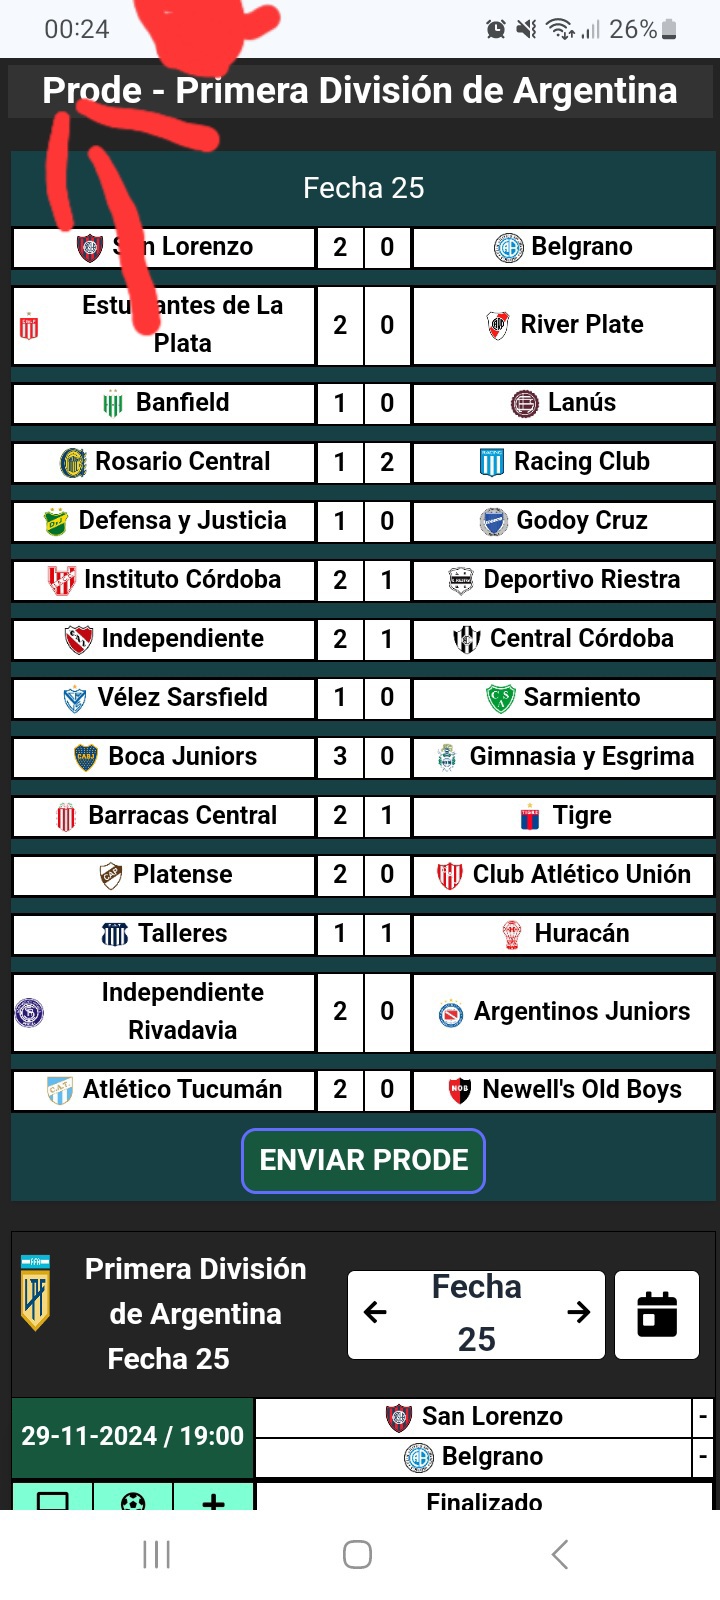 00:24 26%
Prode - Primera División de Argentina
Fecha 25
San Lorenzo 2 0 Belgrano
Estudiantes de La
Plata 2 0 River Plate
Banfield 1 0 Lanús
Rosario Central 1 2 Racing Club
Defensa y Justicia 1 0 Godoy Cruz
Instituto Córdoba 2 1 Deportivo Riestra
Independiente 2 1 Central Córdoba
Vélez Sarsfield 1 0 Sarmiento
Boca Juniors 3 0 Gimnasia y Esgrima
Barracas Central 2 1 Tigre
Platense 2 0 Club Atlético Unión
Talleres 1 1 Huracán
Independiente
Rivadavia 2 0 Argentinos Juniors
Atlético Tucumán 2 0 Newell's Old Boys
ENVIAR PRODE
Primera División
de Argentina
Fecha 25
Fecha
25
29-11-2024 / 19:00
San Lorenzo -
Belgrano -
Finalizado